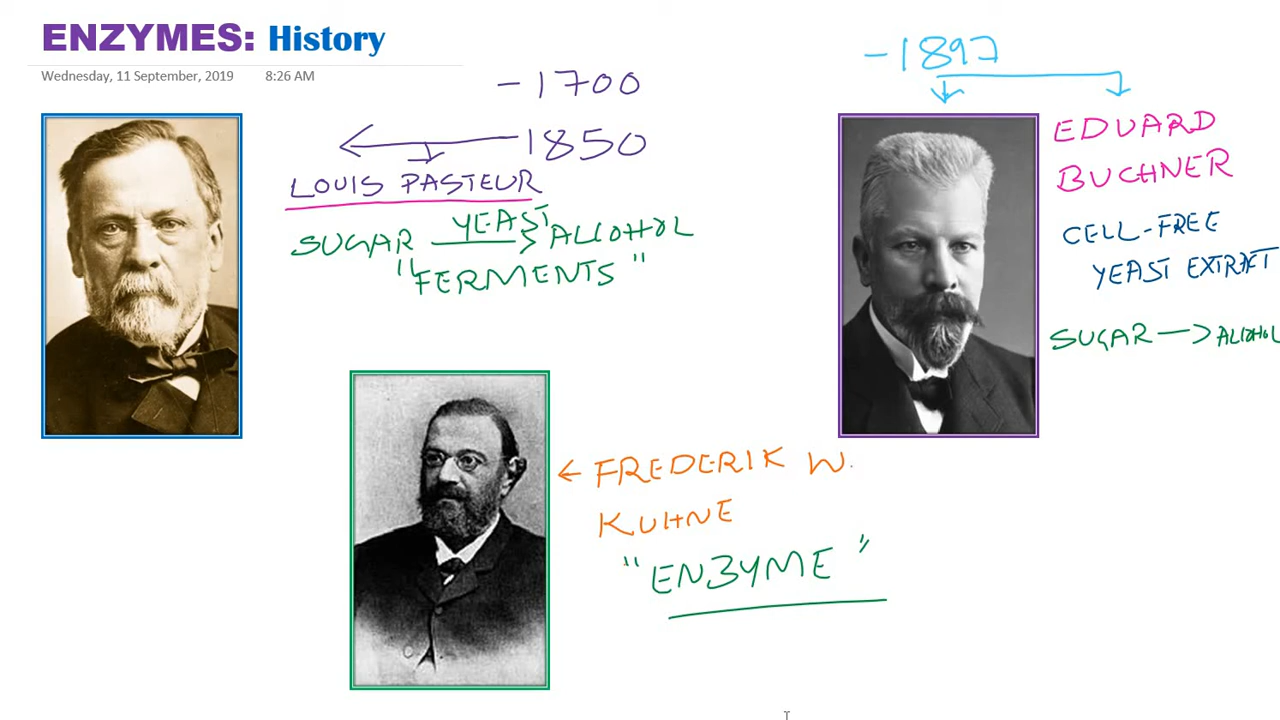 ENZYMES: History
Wednesday, 11 September, 2019 8:26 AM
- 1700
1850
LOUIS PASTEUR
SUGAR YEAST ALCOHOL
"FERMENTS"
- 1897
EDUARD
BUCHNER
CELL-FREE
YEAST EXTRACT
SUGAR → ALCOHOL
← FREDERIK W.
KUHNE
"ENZYME"